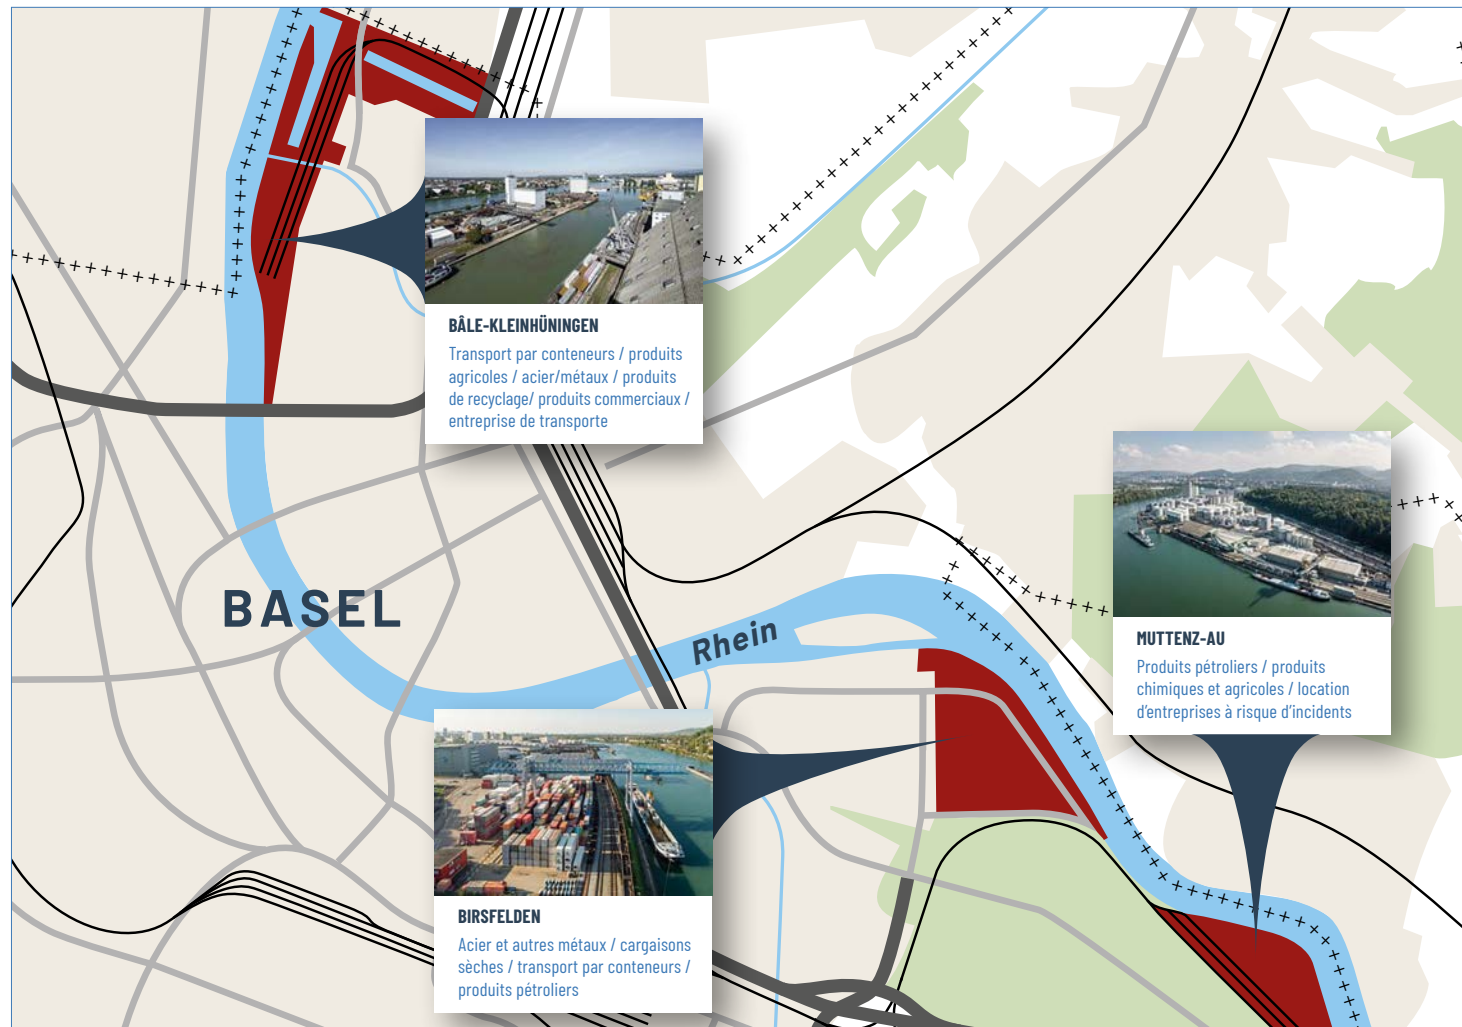 BÂLE-KLEINHÜNINGEN
Transport par conteneurs / produits
agricoles / acier/métaux / produits
de recyclage/ produits commerciaux /
entreprise de transporte
BASEL
Rhein
MUTTENZ-AU
Produits pétroliers / produits
chimiques et agricoles / location
d'entreprises à risque d'incidents
BIRSFELDEN
Acier et autres métaux / cargaisons
sèches / transport par conteneurs /
produits pétroliers